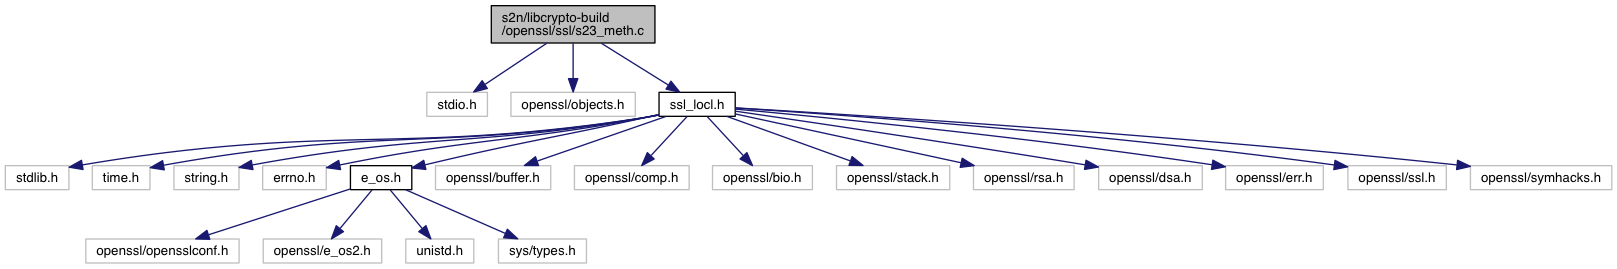 s2n/libcrypto-build
/openssl/ssl/s23_meth.c
stdio.h
openssl/objects.h
ssl_locl.h
stdlib.h
time.h
string.h
errno.h
e_os.h
openssl/buffer.h
openssl/comp.h
openssl/bio.h
openssl/stack.h
openssl/rsa.h
openssl/dsa.h
openssl/err.h
openssl/ssl.h
openssl/symhacks.h
openssl/opensslconf.h
openssl/e_os2.h
unistd.h
sys/types.h